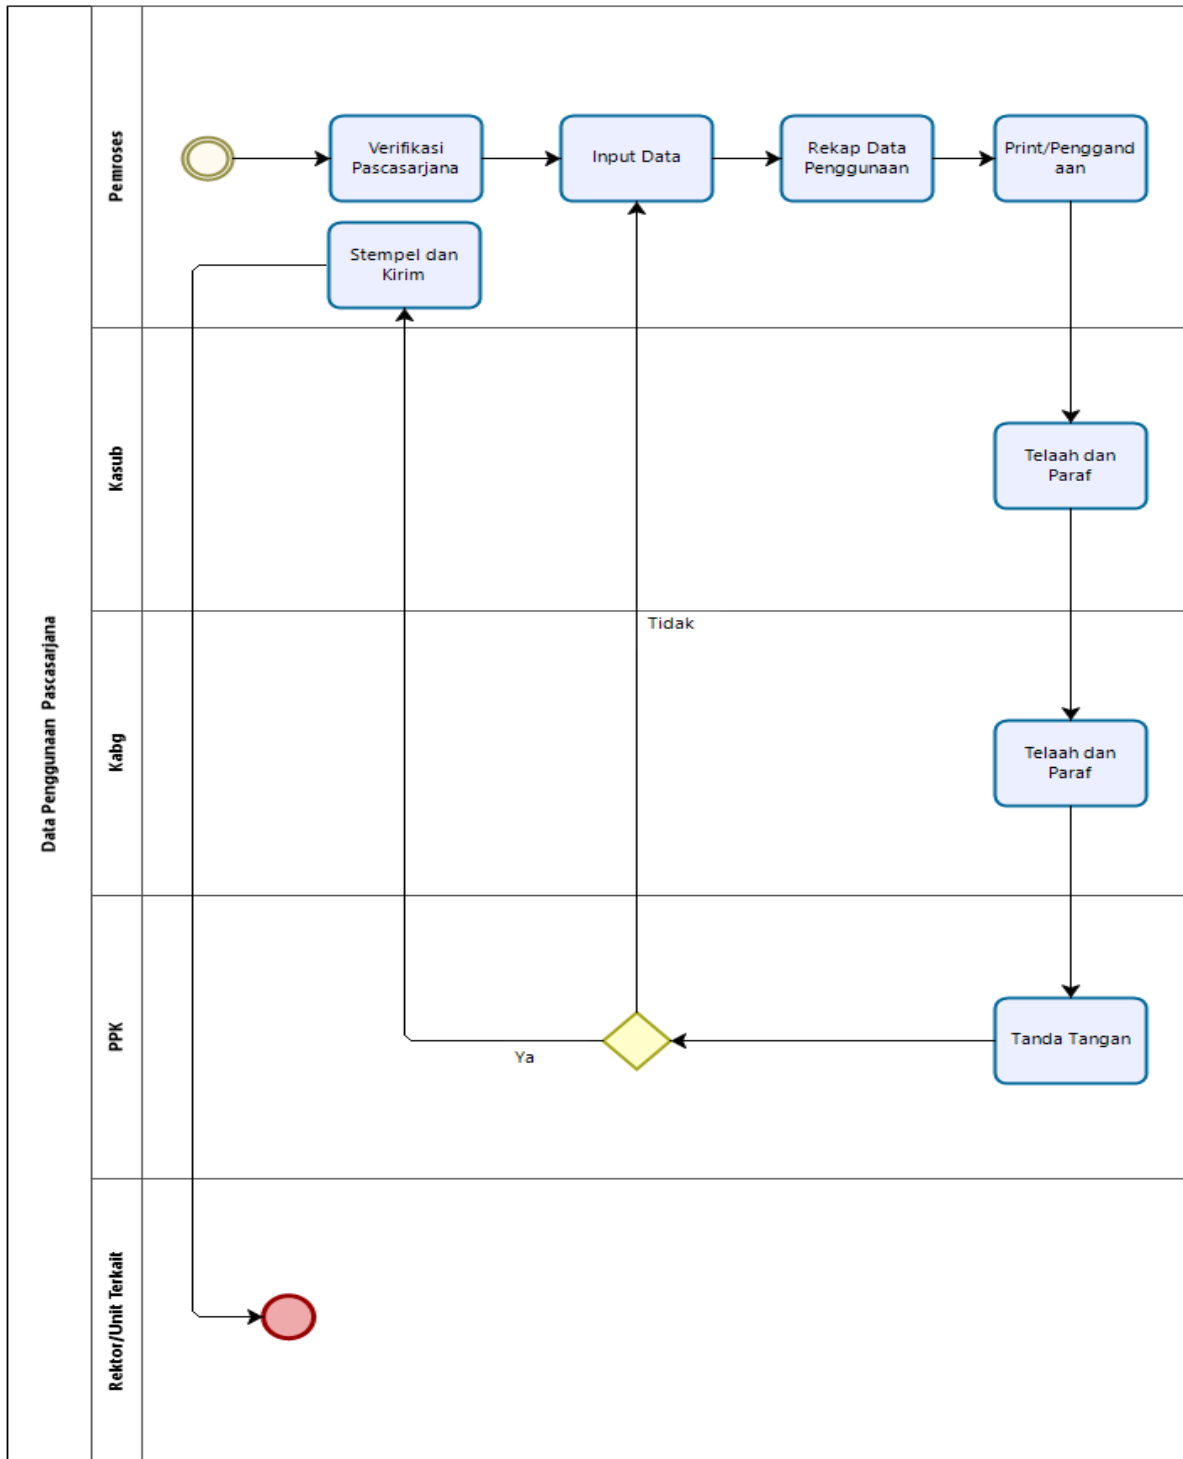 Data Penggunaan Pascasarjana
Pemroses
Verifikasi
Pascasarjana
Input Data
Rekap Data
Penggunaan
Print/Penggand
aan
Stempel dan
Kirim
Kasub
Telaah dan
Paraf
Kabg
Tidak
Telaah dan
Paraf
PPK
Ya
Tanda Tangan
Rektor/Unit Terkait